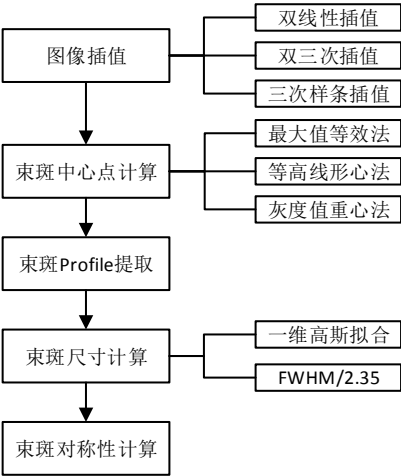 图像插值
双线性插值
双三次插值
三次样条插值
束斑中心点计算
最大值等效法
等高线形心法
灰度值重心法
束斑Profile提取
束斑尺寸计算
一维高斯拟合
FWHM/2.35
束斑对称性计算